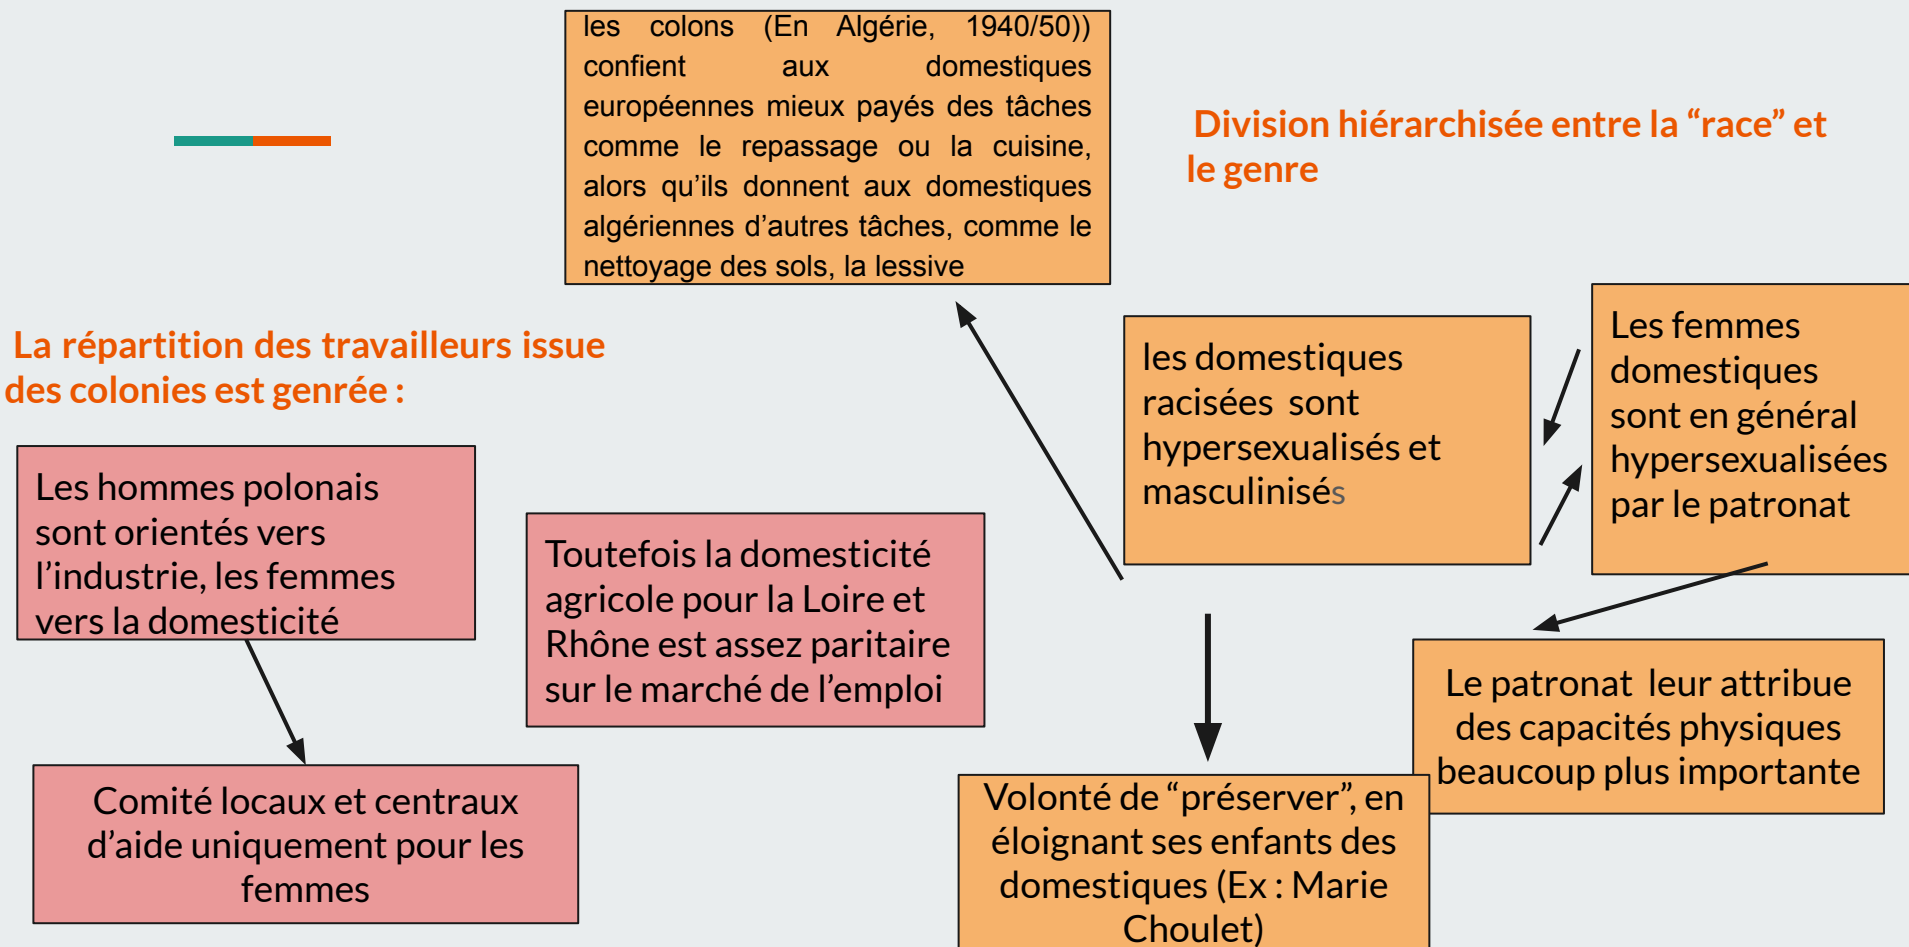 les colons (En Algérie, 1940/50))
confient aux domestiques
européennes mieux payés des tâches
comme le repassage ou la cuisine,
alors qu’ils donnent aux domestiques
algériennes d’autres tâches, comme le
nettoyage des sols, la lessive
Division hiérarchisée entre la “race” et
le genre
La répartition des travailleurs issue
des colonies est genrée :
Les hommes polonais
sont orientés vers
l’industrie, les femmes
vers la domesticité
Toutefois la domesticité
agricole pour la Loire et
Rhône est assez paritaire
sur le marché de l’emploi
Comité locaux et centraux
d’aide uniquement pour les
femmes
les domestiques
racisées sont
hypersexualisés et
masculinisés
Les femmes
domestiques
sont en général
hypersexualisées
par le patronat
Le patronat leur attribue
des capacités physiques
beaucoup plus importante
Volonté de “préserver”, en
éloignant ses enfants des
domestiques (Ex : Marie
Choulet)